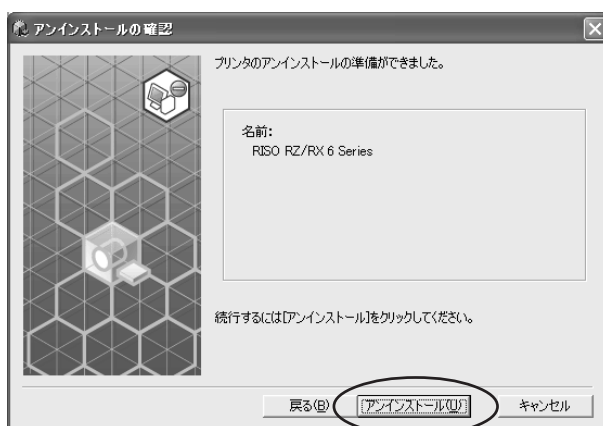 アンインストールの確認
プリンタのアンインストールの準備ができました。
名前:
RISO RZ/RX 6 Series
続行するには[アンインストール]をクリックしてください。
戻る(B)
アンインストール(U)
キャンセル